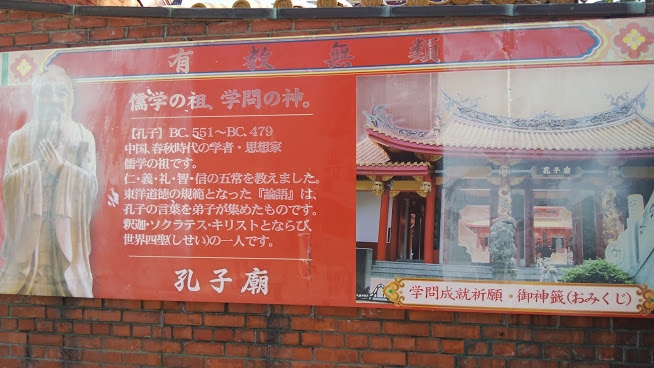 有教無類
儒学の祖、学問の神。
【孔子】BC. 551～BC. 479
中国、春秋時代の学者・思想家
儒学の祖です。
仁・義・礼・智・信の五常を教えました。
東洋道徳の規範となった『論語』は、
孔子の言葉を弟子が集めたものです。
釈迦・ソクラテス・キリストとならび、
世界四聖(しせい)の一人です。
孔子廟
孔子廟
学問成就祈願・御神籤(おみくじ)